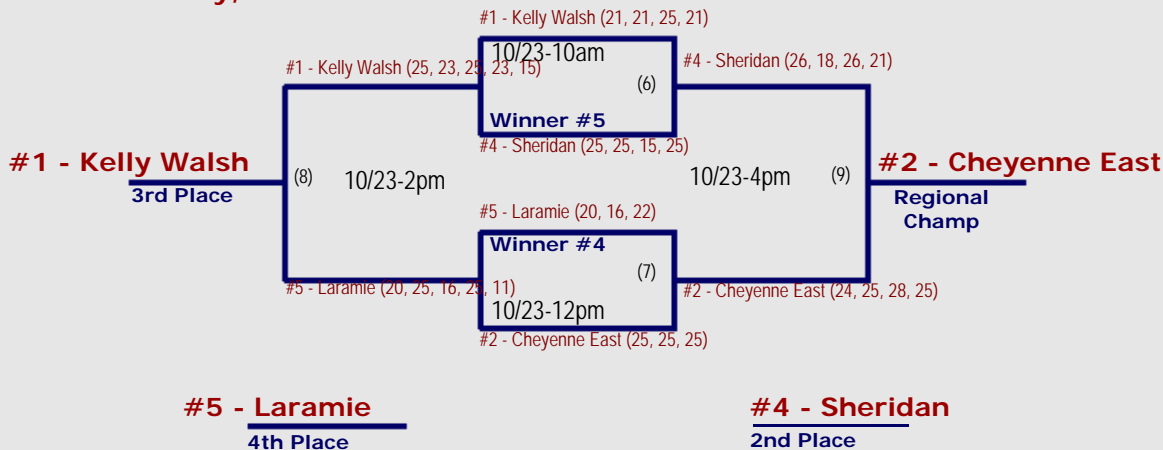 #1 - Kelly Walsh (21, 21, 25, 21)
10/23-10am
#1 - Kelly Walsh (25, 23, 25, 23, 15)
#4 - Sheridan (26, 18, 26, 21)
(6)
Winner #5
#4 - Sheridan (25, 25, 15, 25)
#1 - Kelly Walsh
(8)
10/23-2pm
10/23-4pm
(9)
#2 - Cheyenne East
3rd Place
Regional
Champ
#5 - Laramie (20, 16, 22)
Winner #4
(7)
#5 - Laramie (20, 25, 16, 25, 11)
#2 - Cheyenne East (24, 25, 28, 25)
10/23-12pm
#2 - Cheyenne East (25, 25, 25)
#5 - Laramie
#4 - Sheridan
4th Place
2nd Place